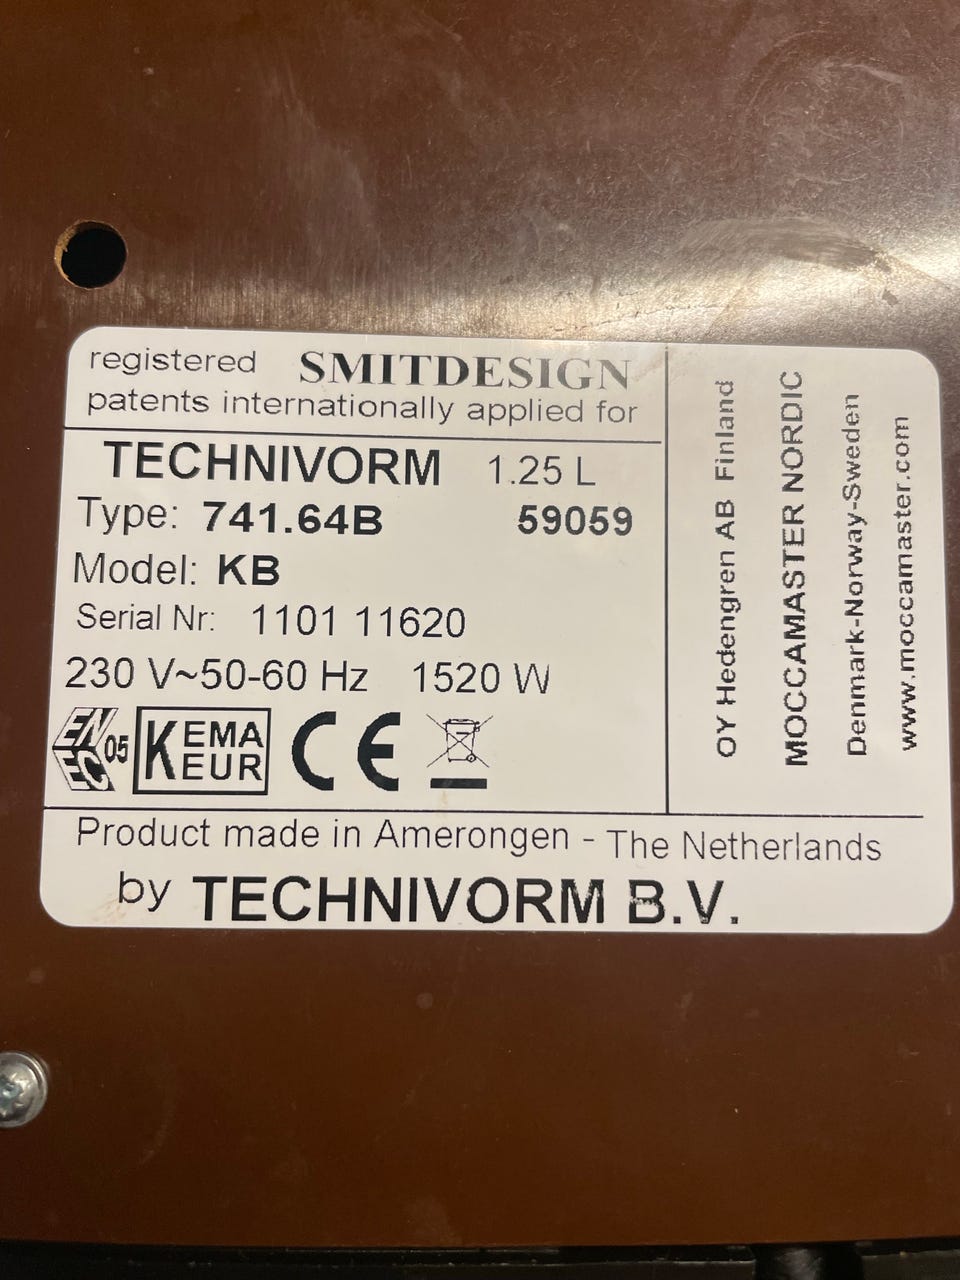 registered SMITDESIGN
patents internationally applied for
TECHNIVORM 1.25 L
Type: 741.64B 59059
Model: KB
Serial Nr: 1101 11620
230 V~50-60 Hz 1520 W
ENEC 05 KEMA KEUR CE
OY Hedengren AB Finland
MOCCAMASTER NORDIC
Denmark-Norway-Sweden
www.moccamaster.com
Product made in Amerongen - The Netherlands
by TECHNIVORM B.V.